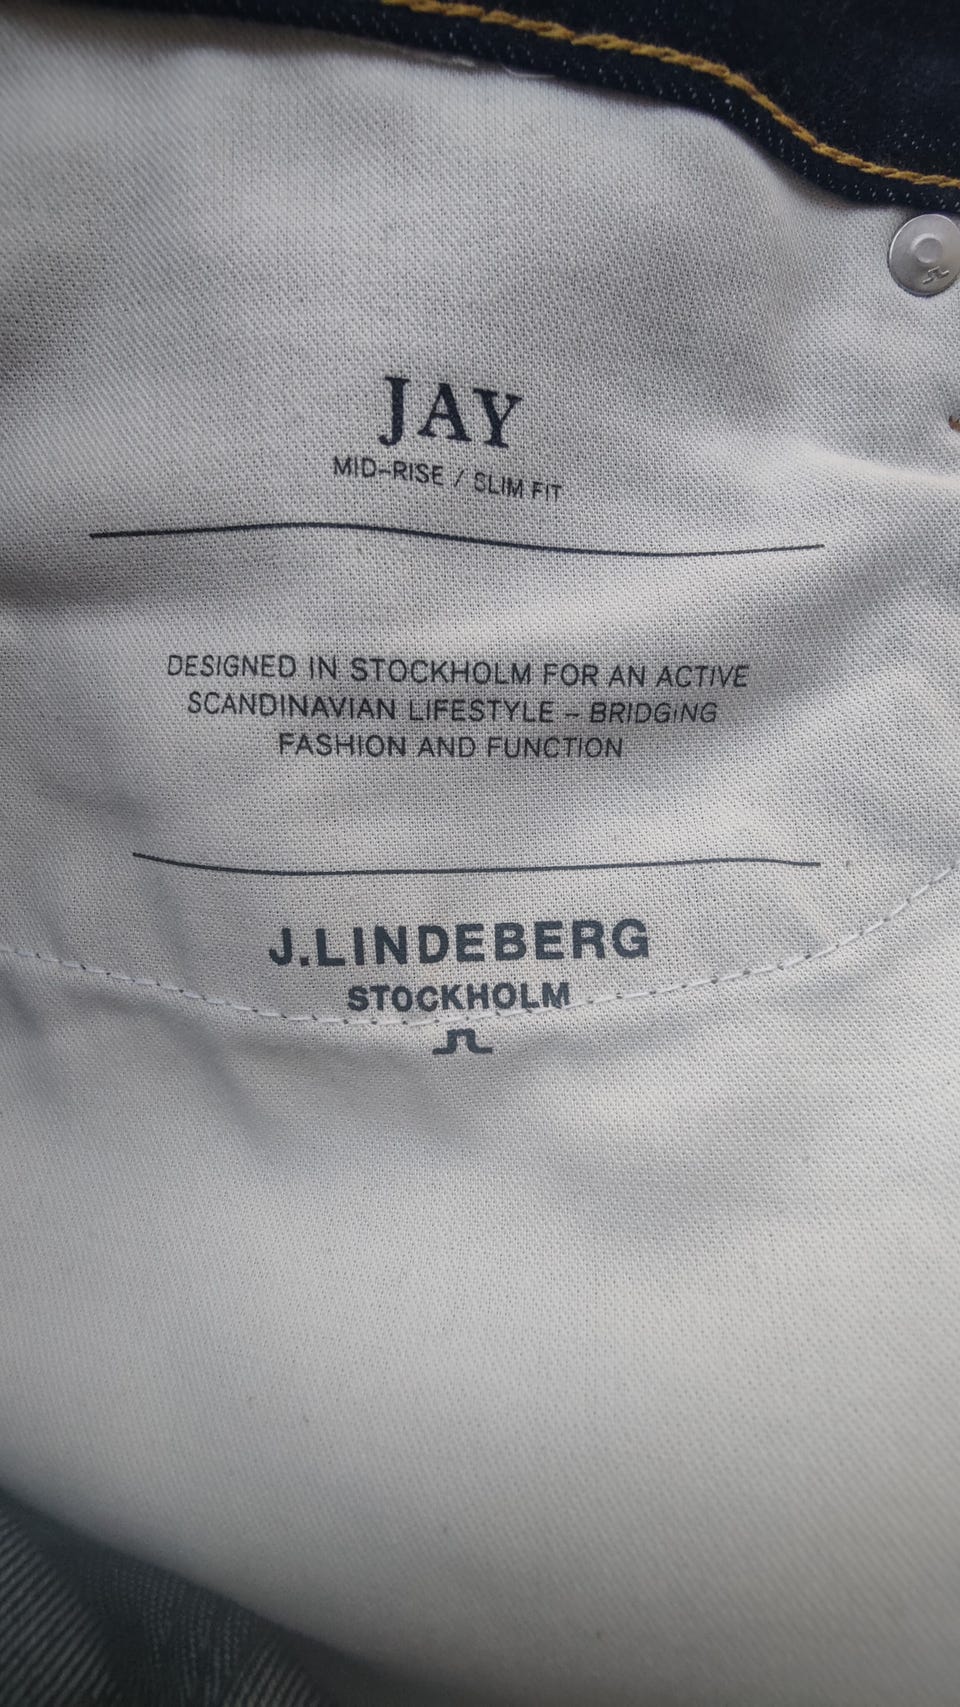 JAY
MID-RISE / SLIM FIT
DESIGNED IN STOCKHOLM FOR AN ACTIVE
SCANDINAVIAN LIFESTYLE – BRIDGING
FASHION AND FUNCTION
J.LINDEBERG
STOCKHOLM